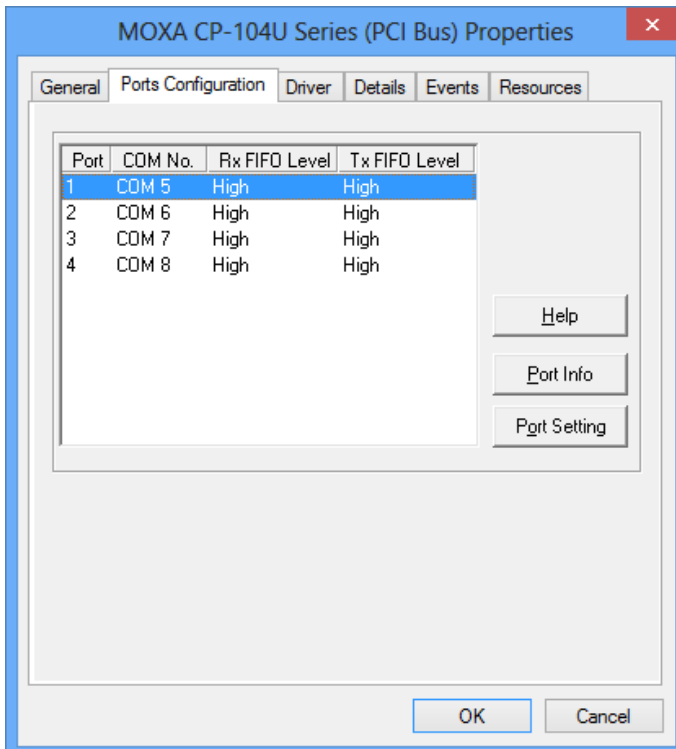 MOXA CP-104U Series (PCI Bus) Properties
General Ports Configuration Driver Details Events Resources
Port COM No. Rx FIFO Level Tx FIFO Level
1 COM 5 High High
2 COM 6 High High
3 COM 7 High High
4 COM 8 High High
Help
Port Info
Port Setting
OK Cancel